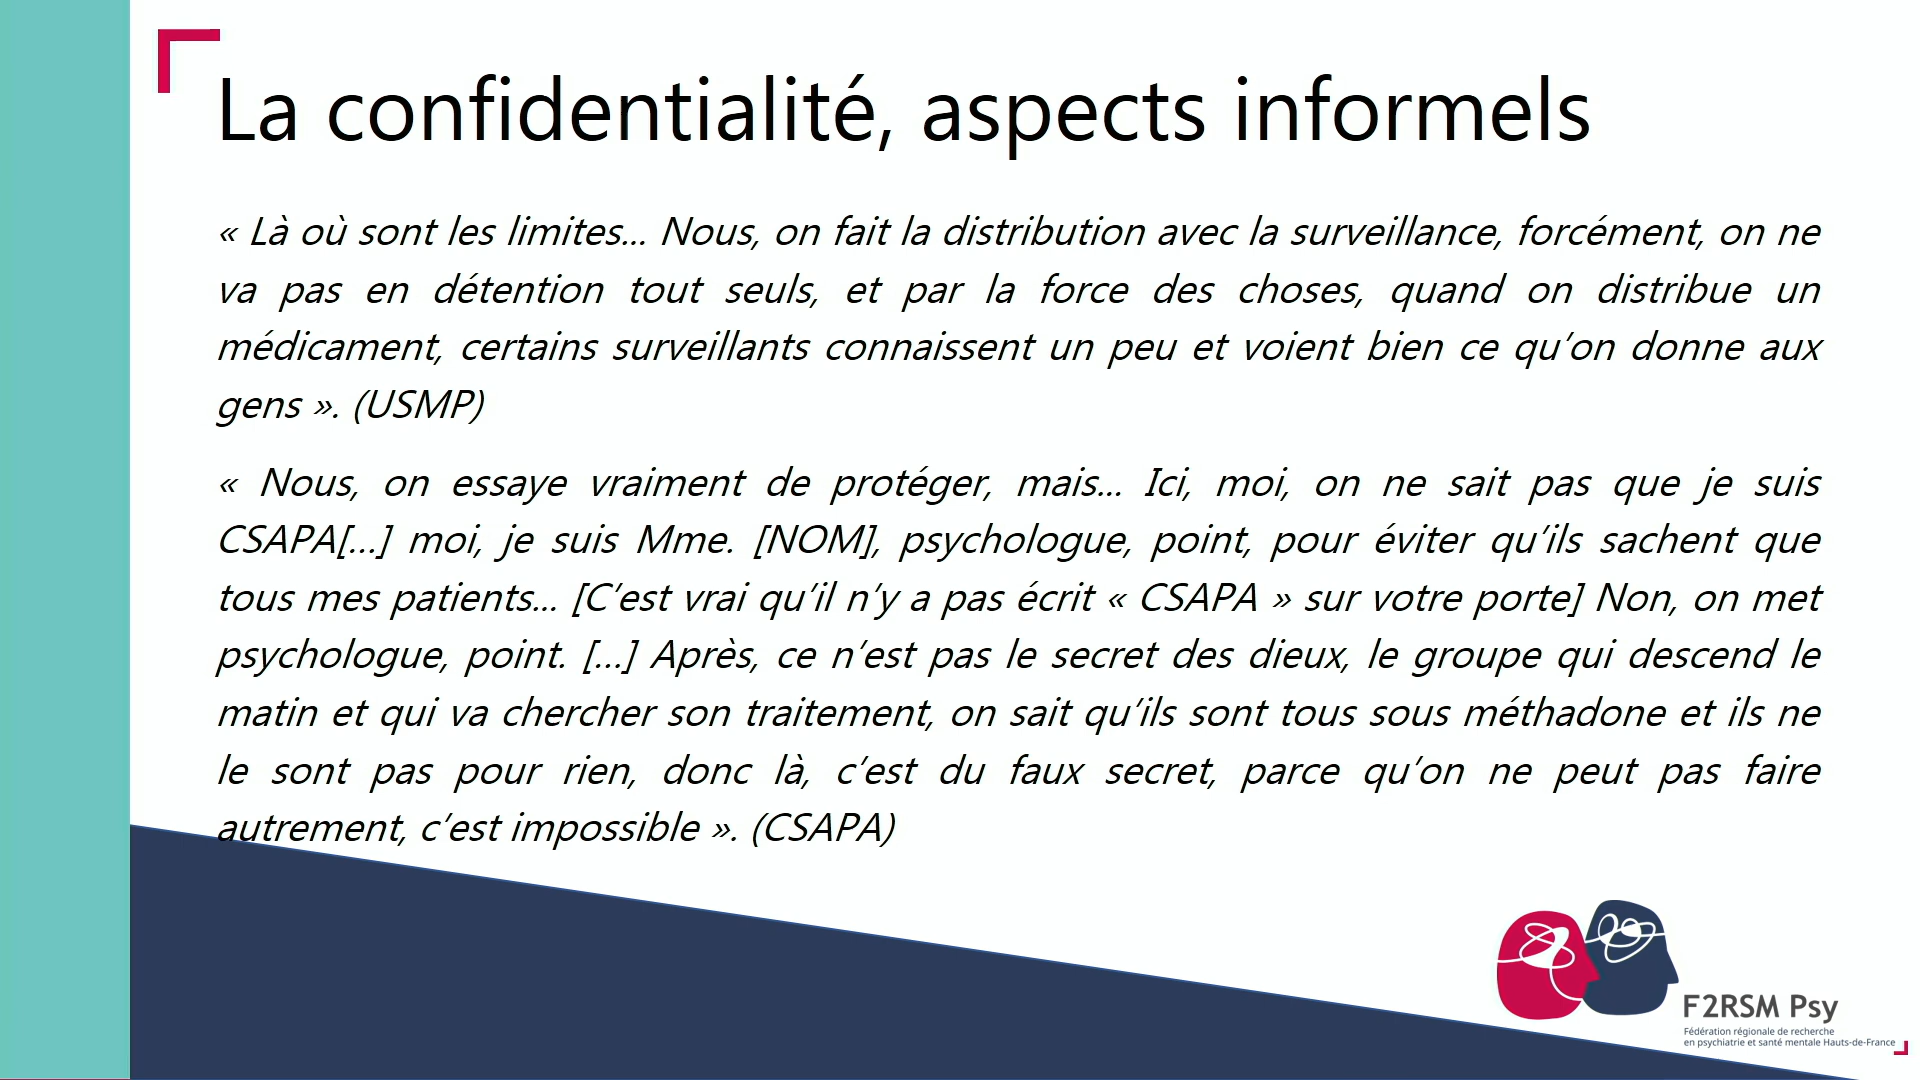 La confidentialité, aspects informels
« Là où sont les limites... Nous, on fait la distribution avec la surveillance, forcément, on ne
va pas en détention tout seuls, et par la force des choses, quand on distribue un
médicament, certains surveillants connaissent un peu et voient bien ce qu’on donne aux
gens ». (USMP)
« Nous, on essaye vraiment de protéger, mais... Ici, moi, on ne sait pas que je suis
CSAPA[...] moi, je suis Mme. [NOM], psychologue, point, pour éviter qu’ils sachent que
tous mes patients... [C’est vrai qu’il n’y a pas écrit « CSAPA » sur votre porte] Non, on met
psychologue, point. [...] Après, ce n’est pas le secret des dieux, le groupe qui descend le
matin et qui va chercher son traitement, on sait qu’ils sont tous sous méthadone et ils ne
le sont pas pour rien, donc là, c’est du faux secret, parce qu’on ne peut pas faire
autrement, c’est impossible ». (CSAPA)
F2RSM Psy
Fédération régionale de recherche
en psychiatrie et santé mentale Hauts-de-France